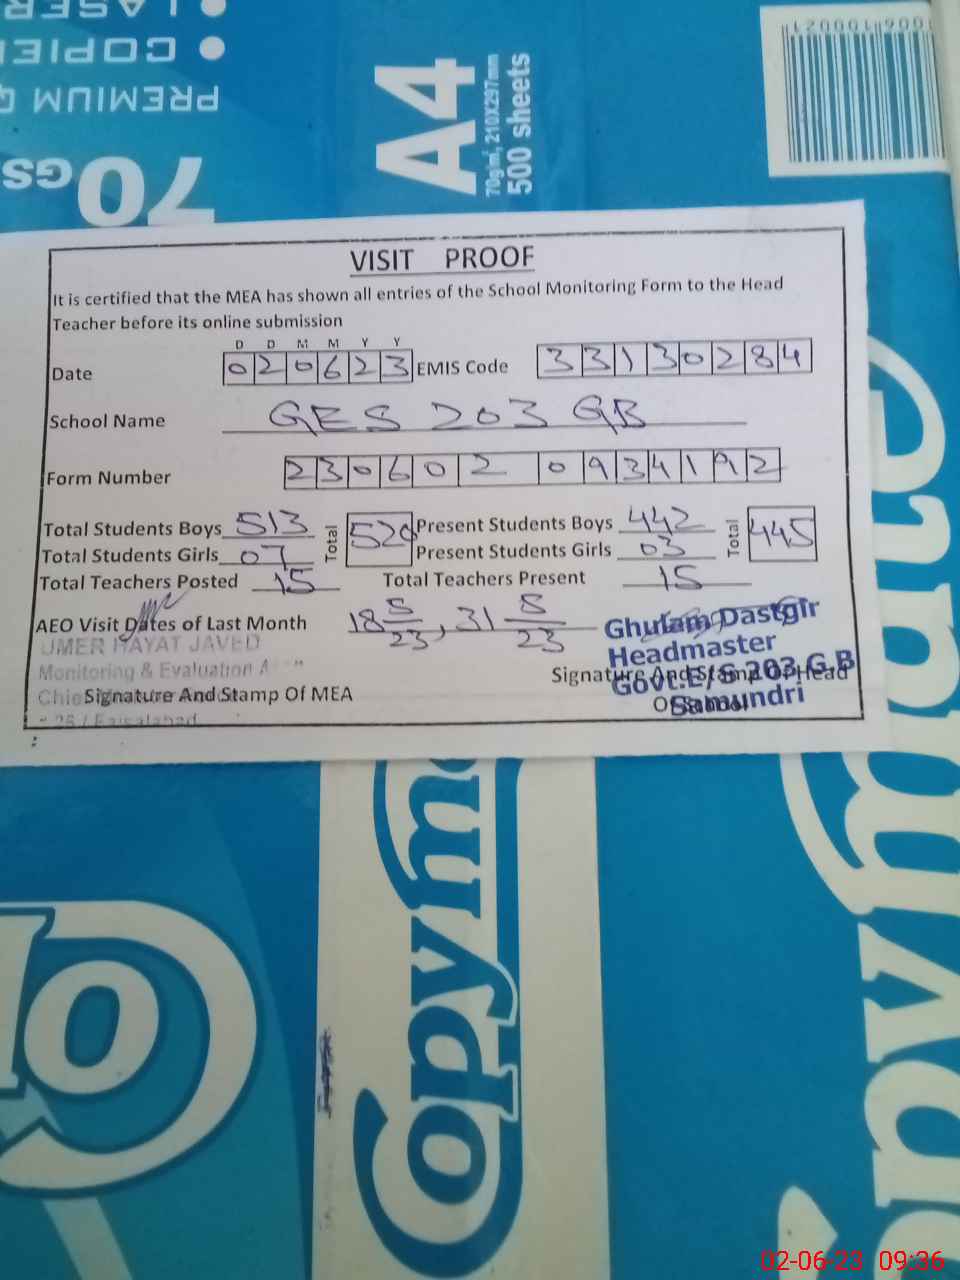 LASER
COPIER
PREMIUM Q
70GS
A4
70g/m², 210X297mm
500 sheets
VISIT PROOF
It is certified that the MEA has shown all entries of the School Monitoring Form to the Head
Teacher before its online submission
D D M M Y Y
Date 020623 EMIS Code 33130284
School Name GES 203 GB
Form Number 2306020934192
Total Students Boys 513 Total 520 Present Students Boys 442 Total 445
Total Students Girls 07 Present Students Girls 03
Total Teachers Posted 15 Total Teachers Present 15
AEO Visit Dates of Last Month 18 5/23, 31 5/23
UMER HAYAT JAVED
Monitoring & Evaluation A
Signature And Stamp Of MEA
Faisalabad
Ghulam Dastgir
Headmaster
Govt.E/S 203 G.B
Samundri
Signature And Stamp Of Head
Of School
Copymate
02-06-23 09:36